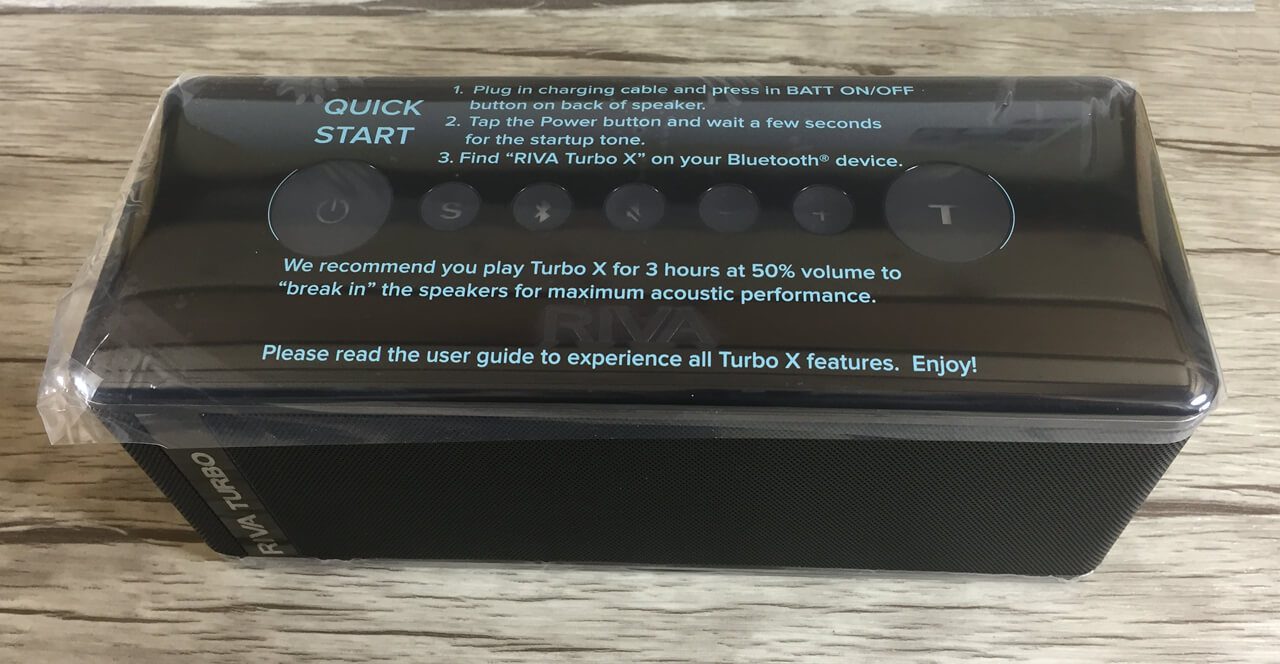 QUICK
START
1. Plug in charging cable and press in BATT ON/OFF
button on back of speaker.
2. Tap the Power button and wait a few seconds
for the startup tone.
3. Find “RIVA Turbo X” on your Bluetooth® device.
S
T
We recommend you play Turbo X for 3 hours at 50% volume to
“break in” the speakers for maximum acoustic performance.
RIVA
Please read the user guide to experience all Turbo X features. Enjoy!
RIVA TURBO